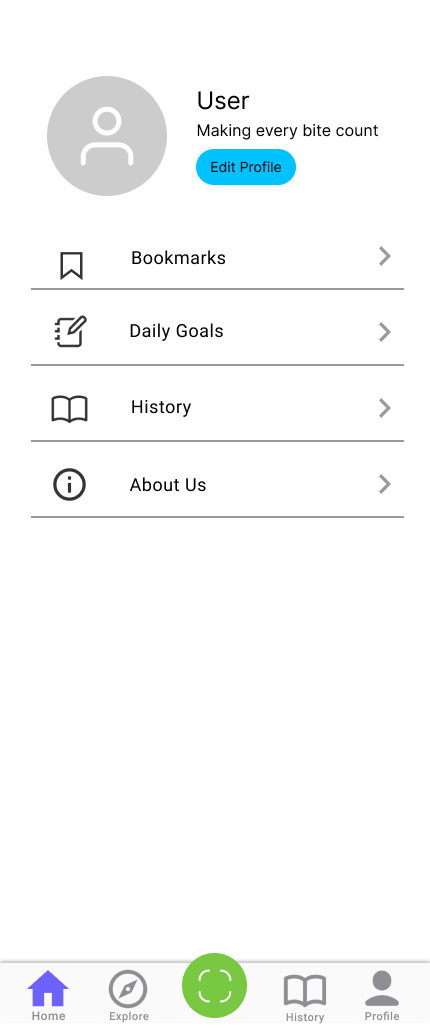 User
Making every bite count
Edit Profile
Bookmarks
Daily Goals
History
About Us
Home
Explore
History
Profile